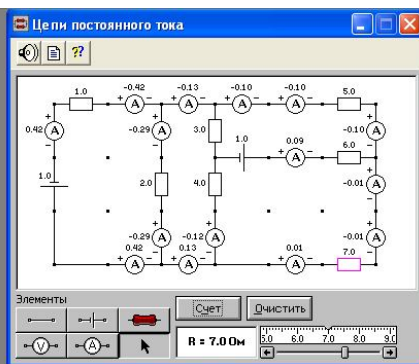 Цепи постоянного тока
1.0 -0.42 -0.13 -0.10 -0.10 5.0
+ A - + A - + A - + A -
0.42 A -0.29 A 3.0 1.0 0.09 6.0 -0.10 A
+ A -
1.0 2.0 4.0 -0.01 A
-0.29 A -0.12 A -0.01 A
0.42 0.13 0.01 7.0
- A + - A + - A +
Элементы
Счет Очистить
V A R = 7.0 Ом 5.0 6.0 7.0 8.0 9.0